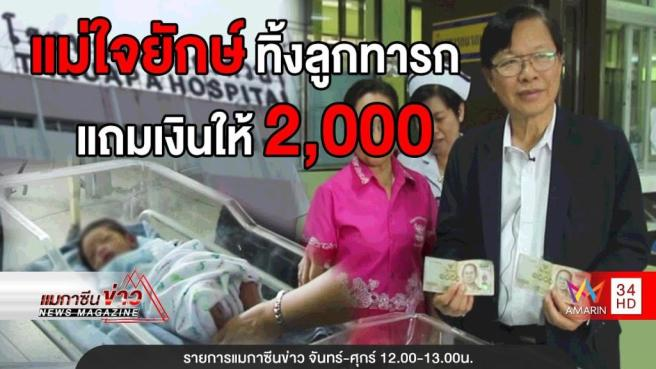 แม่ใจยักษ์ ทิ้งลูกทารก
แถมเงินให้ 2,000
HOSPITAL
แมกาซีนข่าว
NEWS MAGAZINE
AMARIN
34
HD
รายการแมกาซีนข่าว จันทร์-ศุกร์ 12.00-13.00น.